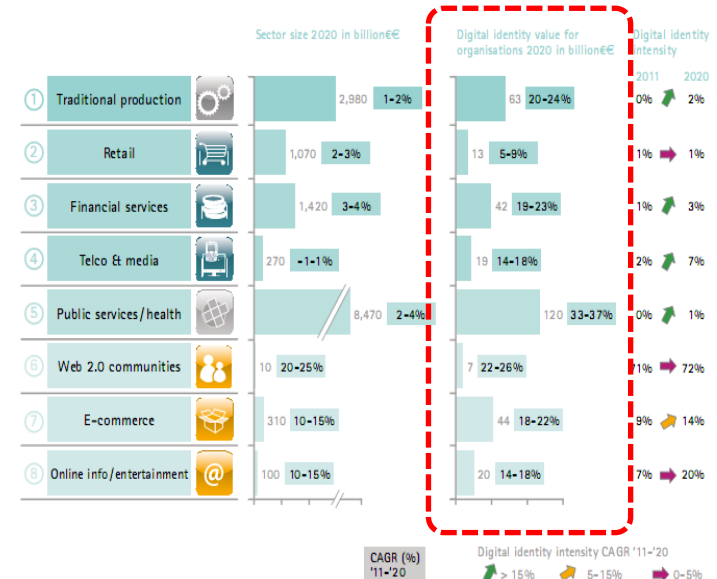 Sector size 2020 in billion€€
Digital identity value for
organisations 2020 in billion€€
Digital identity
intensity
2011 2020
1 Traditional production 2,980 1-2% 63 20-24% 0% 2%
2 Retail 1,070 2-3% 13 5-9% 1% 1%
3 Financial services 1,420 3-4% 42 19-23% 1% 3%
4 Telco & media 270 -1-1% 19 14-18% 2% 7%
5 Public services/health 8,470 2-4% 120 33-37% 0% 1%
6 Web 2.0 communities 10 20-25% 7 22-26% 71% 72%
7 E-commerce 310 10-15% 44 18-22% 9% 14%
8 Online info/entertainment @ 100 10-15% 20 14-18% 7% 20%
CAGR (%)
'11-'20
Digital identity intensity CAGR '11-'20
> 15% 5-15% 0-5%